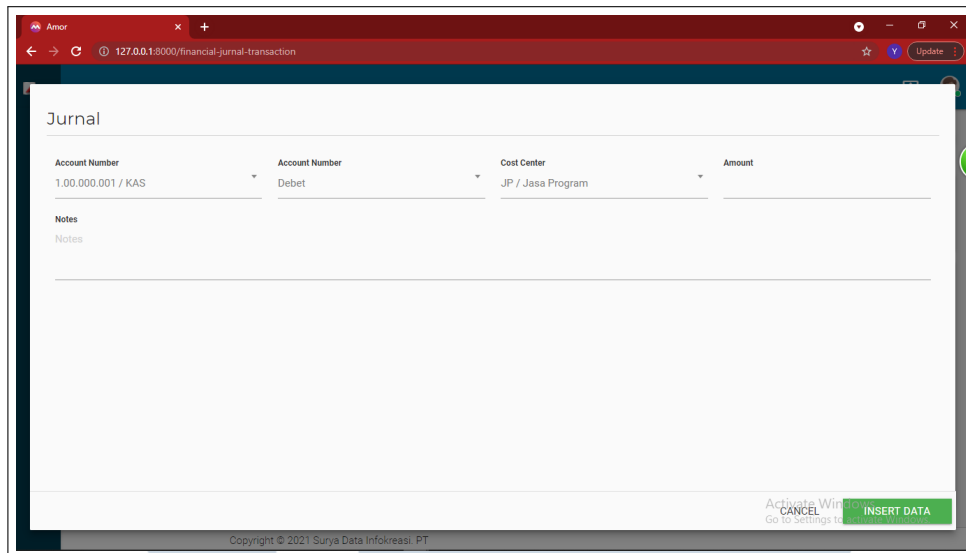 Amor
127.0.0.1:8000/financial-jurnal-transaction
Y
Update
Jurnal
Account Number Account Number Cost Center Amount
1.00.000.001 / KAS Debet JP / Jasa Program
Notes
Notes
Activate Windows
Go to Settings to activate Windows.
CANCEL INSERT DATA
Copyright © 2021 Surya Data Infokreasi. PT